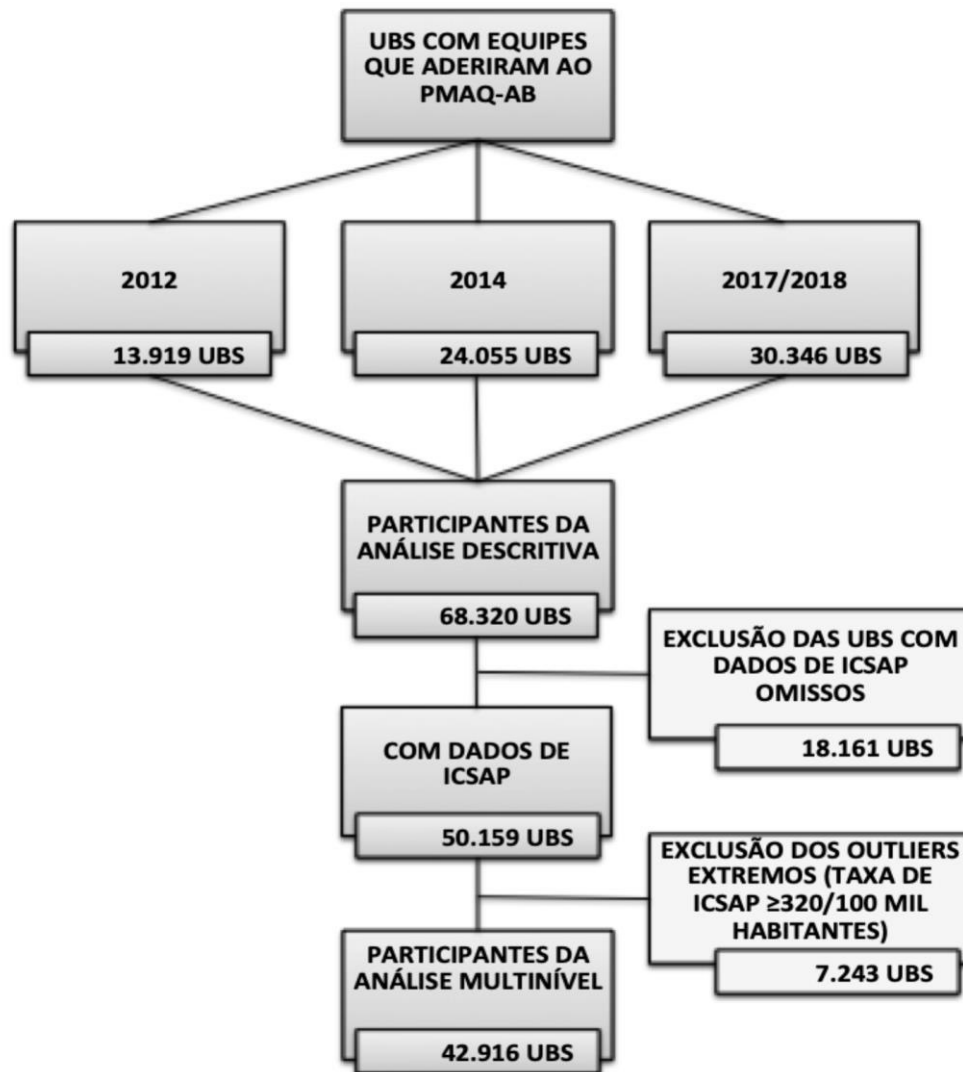 UBS COM EQUIPES
QUE ADERIRAM AO
PMAQ-AB
2012
13.919 UBS
2014
24.055 UBS
2017/2018
30.346 UBS
PARTICIPANTES DA
ANÁLISE DESCRITIVA
68.320 UBS
EXCLUSÃO DAS UBS COM
DADOS DE ICSAP
OMISSOS
18.161 UBS
COM DADOS DE
ICSAP
50.159 UBS
EXCLUSÃO DOS OUTLIERS
EXTREMOS (TAXA DE
ICSAP ≥320/100 MIL
HABITANTES)
7.243 UBS
PARTICIPANTES DA
ANÁLISE MULTINÍVEL
42.916 UBS